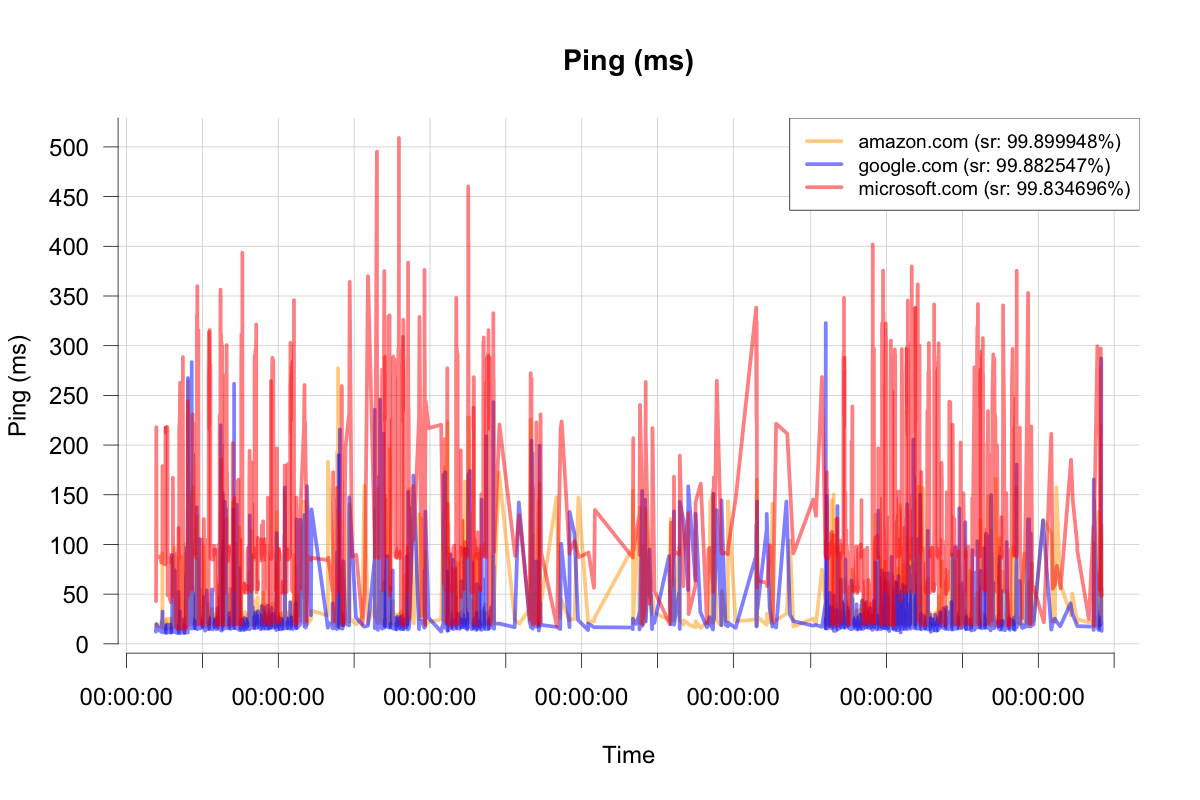 Ping (ms)
amazon.com (sr: 99.899948%)
google.com (sr: 99.882547%)
microsoft.com (sr: 99.834696%)
500
450
400
350
300
250
200
150
100
50
0
Ping (ms)
00:00:00 00:00:00 00:00:00 00:00:00 00:00:00 00:00:00 00:00:00
Time